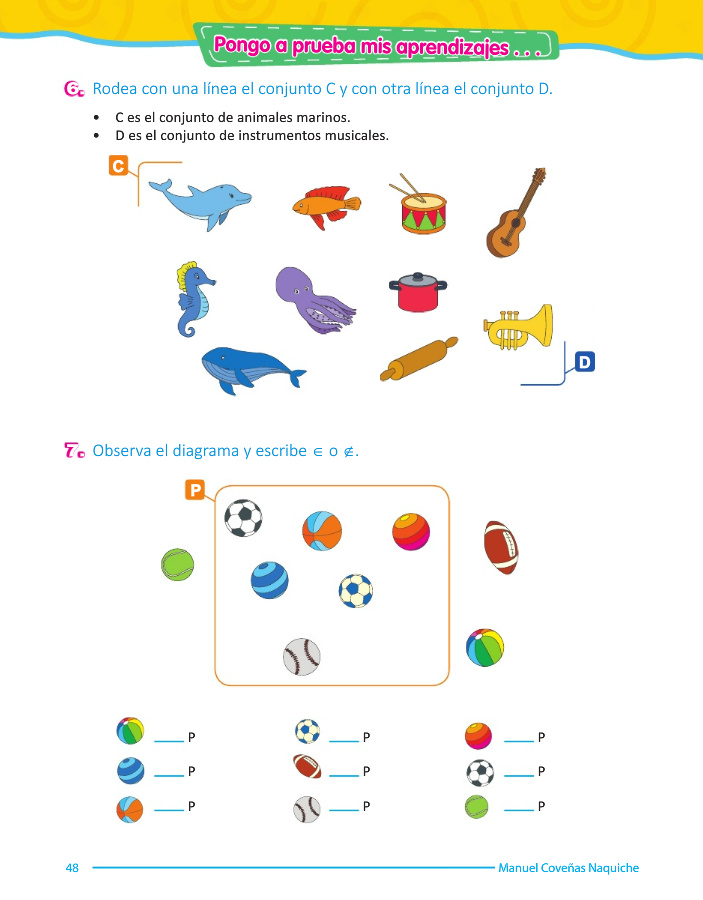 Pongo a prueba mis aprendizajes . . .
6. Rodea con una línea el conjunto C y con otra línea el conjunto D.
• C es el conjunto de animales marinos.
• D es el conjunto de instrumentos musicales.
C
D
7. Observa el diagrama y escribe ∈ o ∉.
P
____ P ____ P ____ P
____ P ____ P ____ P
____ P ____ P ____ P
48 Manuel Coveñas Naquiche